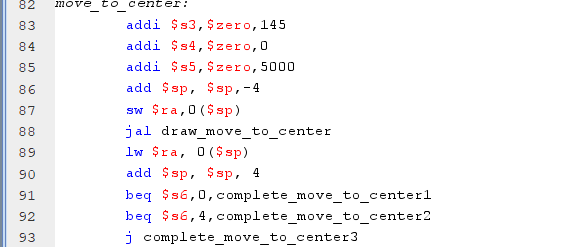 82 move_to_center:
83 addi $s3,$zero,145
84 addi $s4,$zero,0
85 addi $s5,$zero,5000
86 add $sp, $sp,-4
87 sw $ra,0($sp)
88 jal draw_move_to_center
89 lw $ra, 0($sp)
90 add $sp, $sp, 4
91 beq $s6,0,complete_move_to_center1
92 beq $s6,4,complete_move_to_center2
93 j complete_move_to_center3